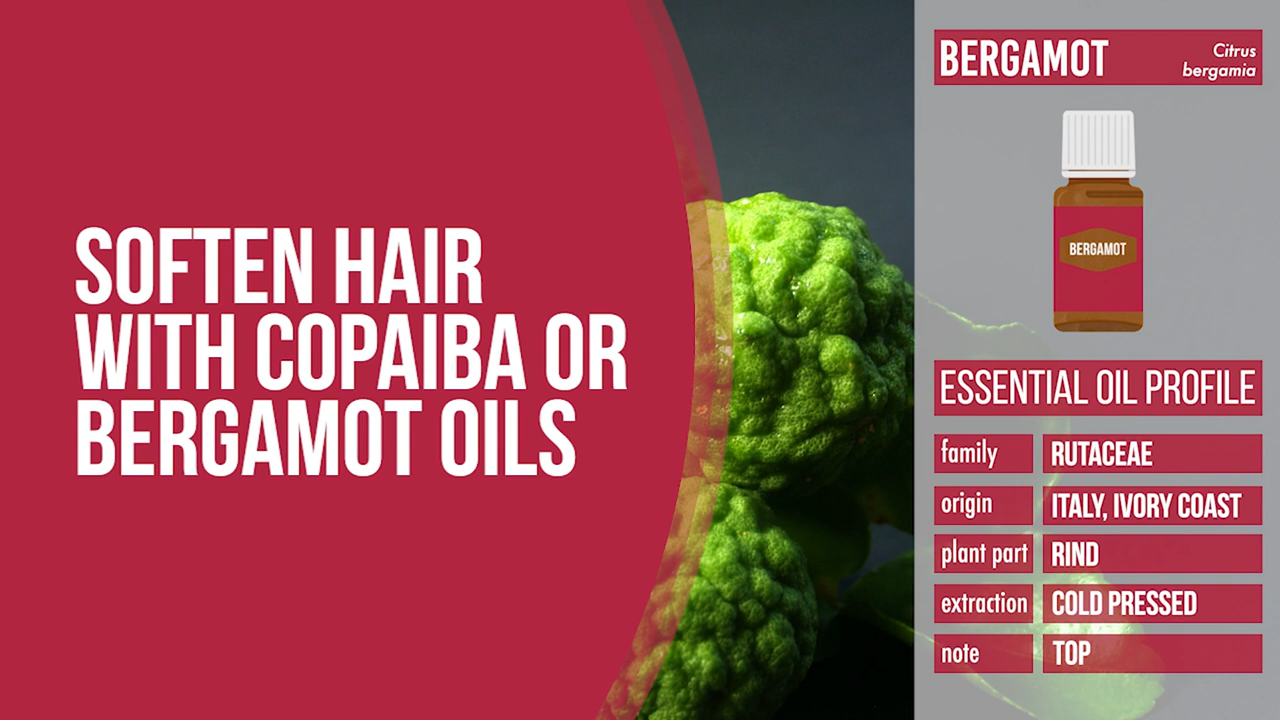 SOFTEN HAIR
WITH COPAIBA OR
BERGAMOT OILS
BERGAMOT
Citrus
bergamia
BERGAMOT
ESSENTIAL OIL PROFILE
family RUTACEAE
origin ITALY, IVORY COAST
plant part RIND
extraction COLD PRESSED
note TOP